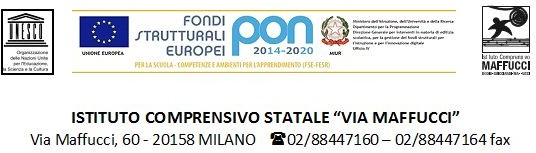 UNESCO
Organizzazione
delle Nazioni Unite
per l'Educazione,
la Scienza e la Cultura
UNIONE EUROPEA
FONDI
STRUTTURALI
EUROPEI
pon
2014-2020
PER LA SCUOLA - COMPETENZE E AMBIENTI PER L'APPRENDIMENTO (FSE-FESR)
MIUR
Ministero dell'Istruzione, dell'Università e della Ricerca
Dipartimento per la Programmazione
Direzione Generale per interventi in materia di edilizia
scolastica, per la gestione dei fondi strutturali per
l'istruzione e per l'innovazione digitale
Ufficio IV
MAFFUCCI
ISTITUTO COMPRENSIVO STATALE “VIA MAFFUCCI”
Via Maffucci, 60 - 20158 MILANO ☎02/88447160 – 02/88447164 fax